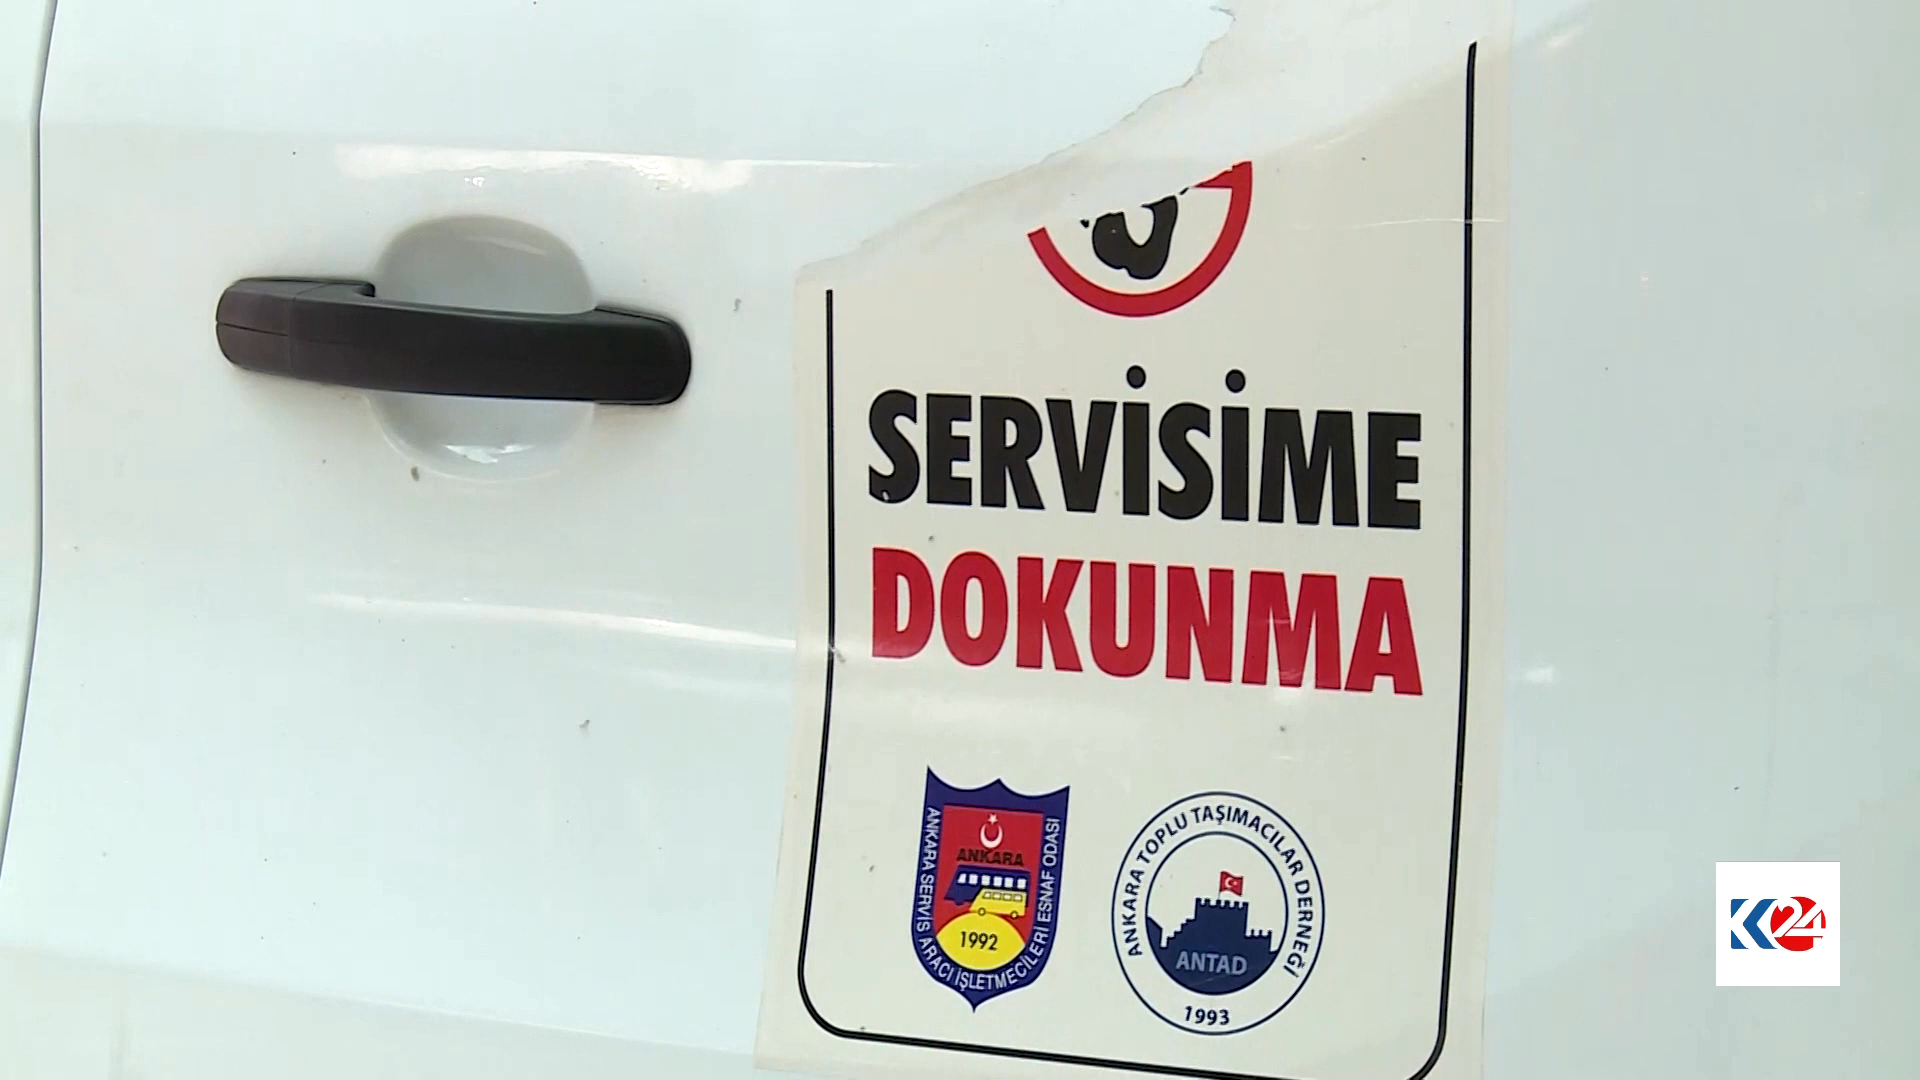 SERVİSİME
DOKUNMA
ANKARA SERVİS ARACI İŞLETMECİLERİ ESNAF ODASI
ANKARA
1992
ANKARA TOPLU TAŞIMACILAR DERNEĞİ
ANTAD
1993
K24